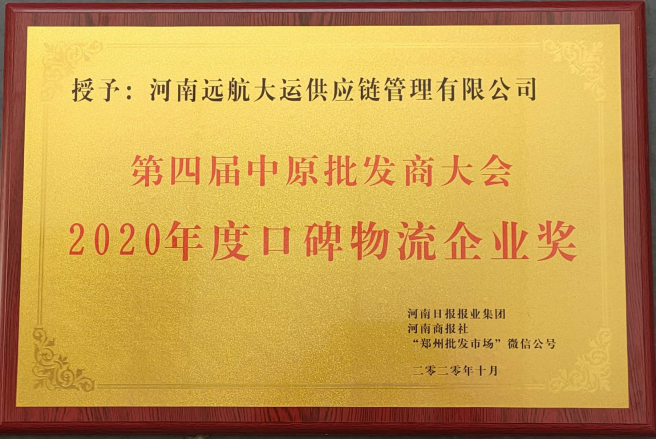 授予：河南远航大运供应链管理有限公司
第四届中原批发商大会
2020年度口碑物流企业奖
河南日报报业集团
河南商报社
“郑州批发市场”微信公号
二零二零年十月